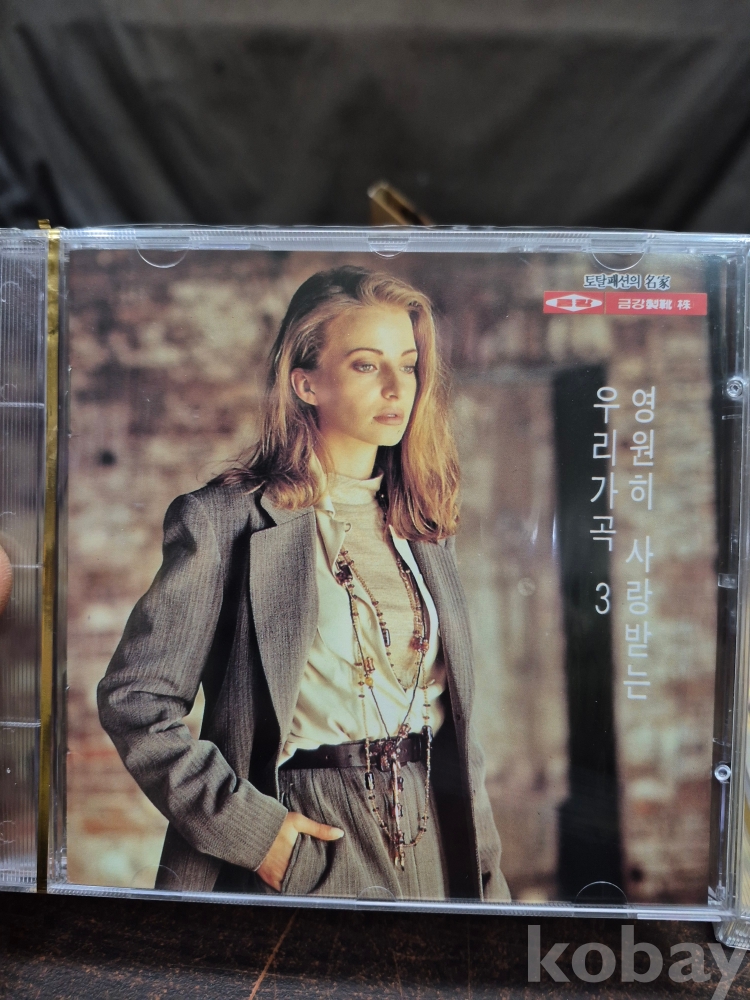 토탈패션의 名家
금강製靴 株
영원히 사랑받는
우리가곡 3
kobay